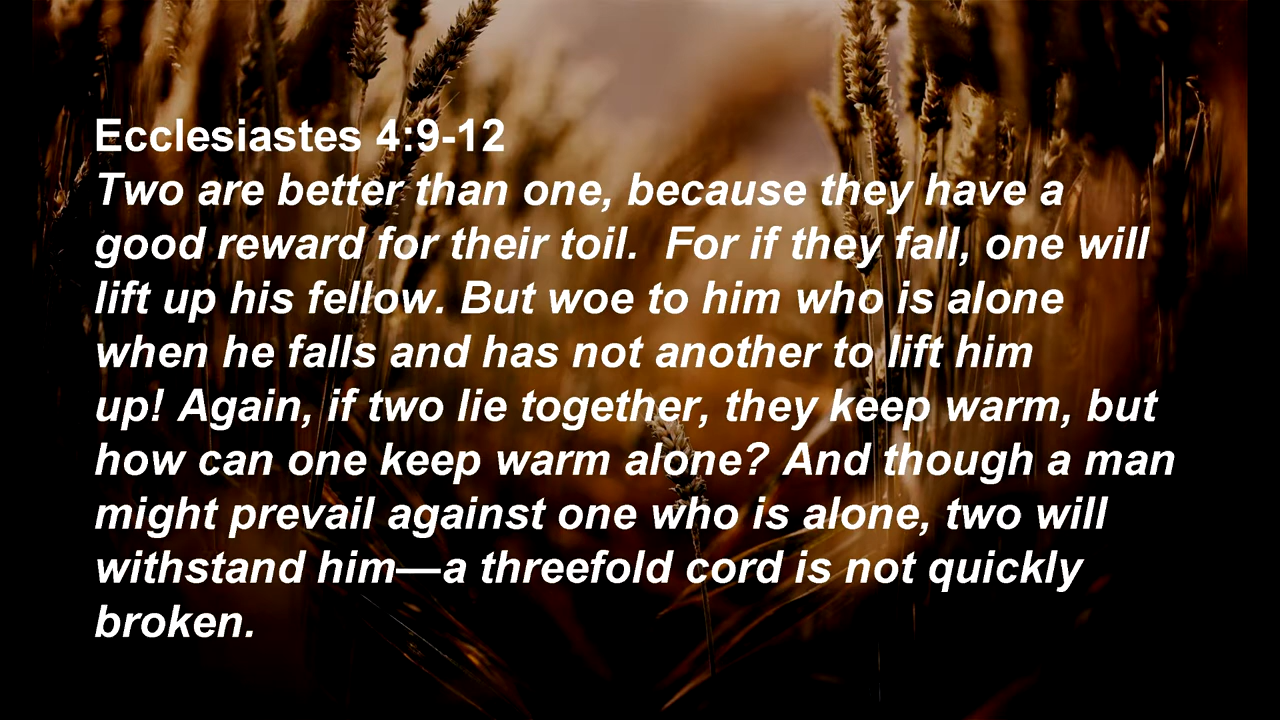 Ecclesiastes 4:9-12
Two are better than one, because they have a
good reward for their toil.  For if they fall, one will
lift up his fellow. But woe to him who is alone
when he falls and has not another to lift him
up! Again, if two lie together, they keep warm, but
how can one keep warm alone? And though a man
might prevail against one who is alone, two will
withstand him—a threefold cord is not quickly
broken.